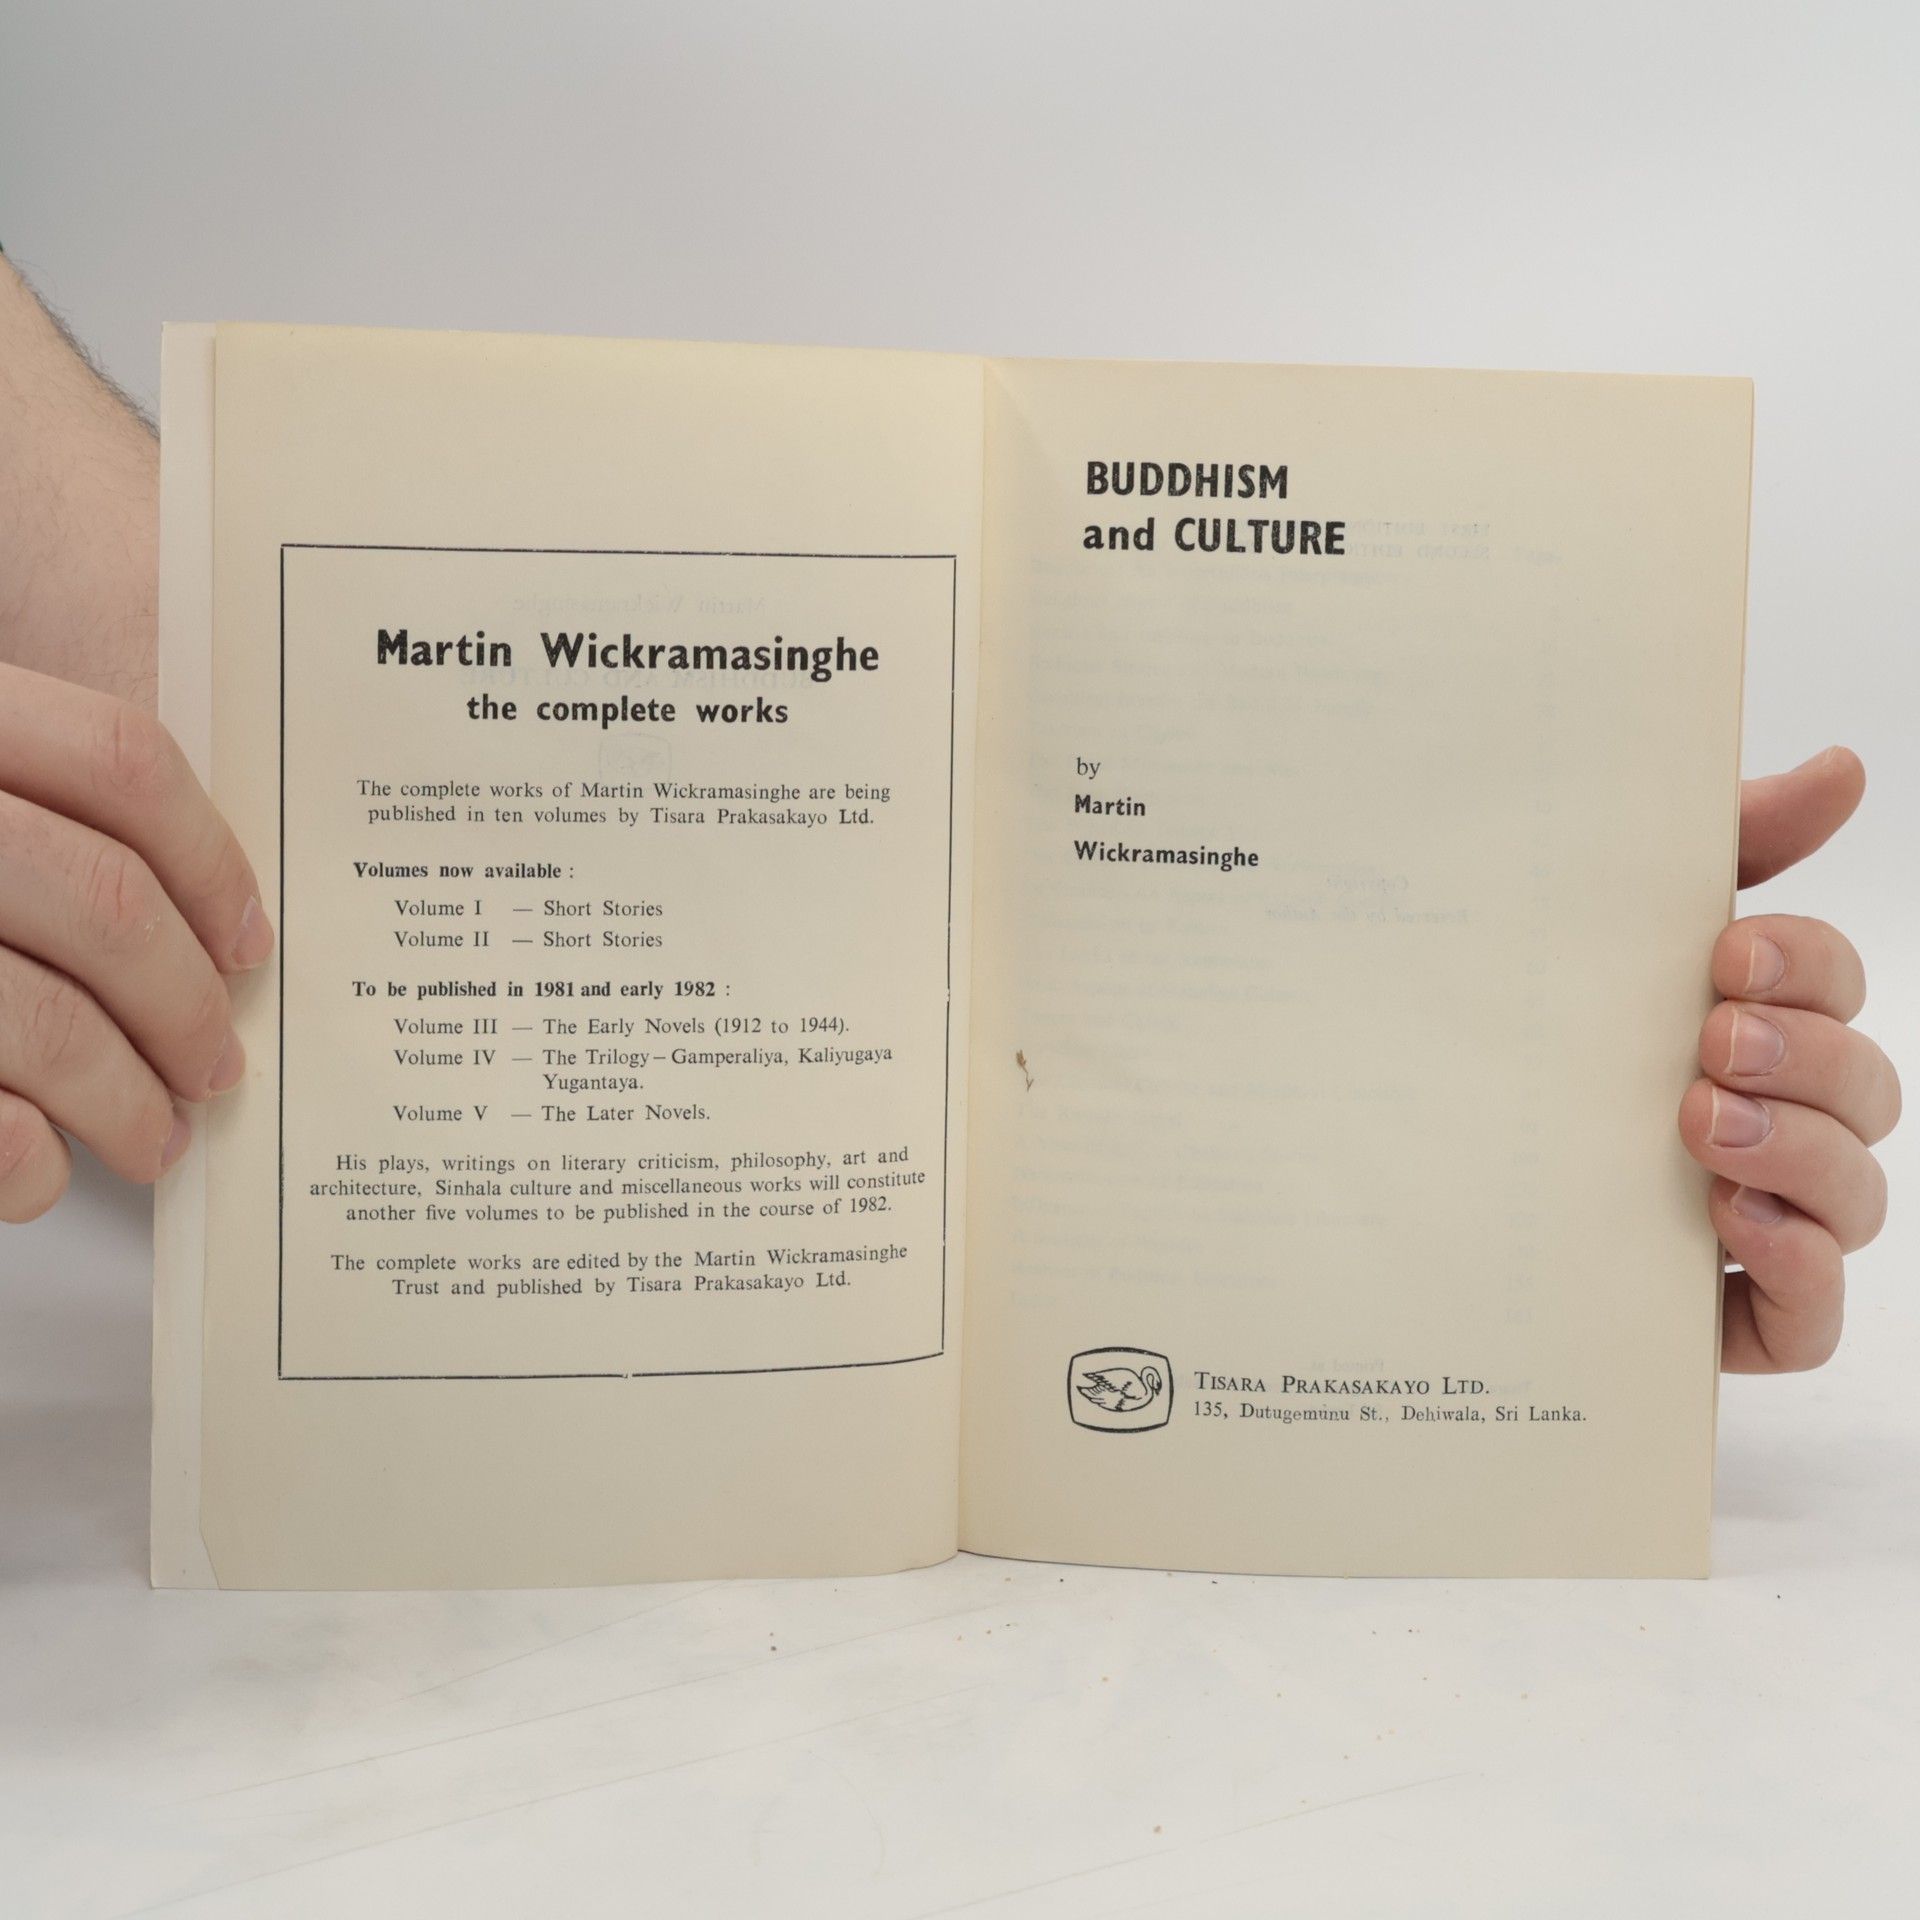 Martin Wickramasinghe
the complete works
The complete works of Martin Wickramasinghe are being
published in ten volumes by Tisara Prakasakayo Ltd.
Volumes now available :
Volume I — Short Stories
Volume II — Short Stories
To be published in 1981 and early 1982 :
Volume III — The Early Novels (1912 to 1944).
Volume IV — The Trilogy – Gamperaliya, Kaliyugaya
Yugantaya.
Volume V — The Later Novels.
His plays, writings on literary criticism, philosophy, art and
architecture, Sinhala culture and miscellaneous works will constitute
another five volumes to be published in the course of 1982.
The complete works are edited by the Martin Wickramasinghe
Trust and published by Tisara Prakasakayo Ltd.
BUDDHISM
and CULTURE
by
Martin
Wickramasinghe
TISARA PRAKASAKAYO LTD.
135, Dutugemunu St., Dehiwala, Sri Lanka.